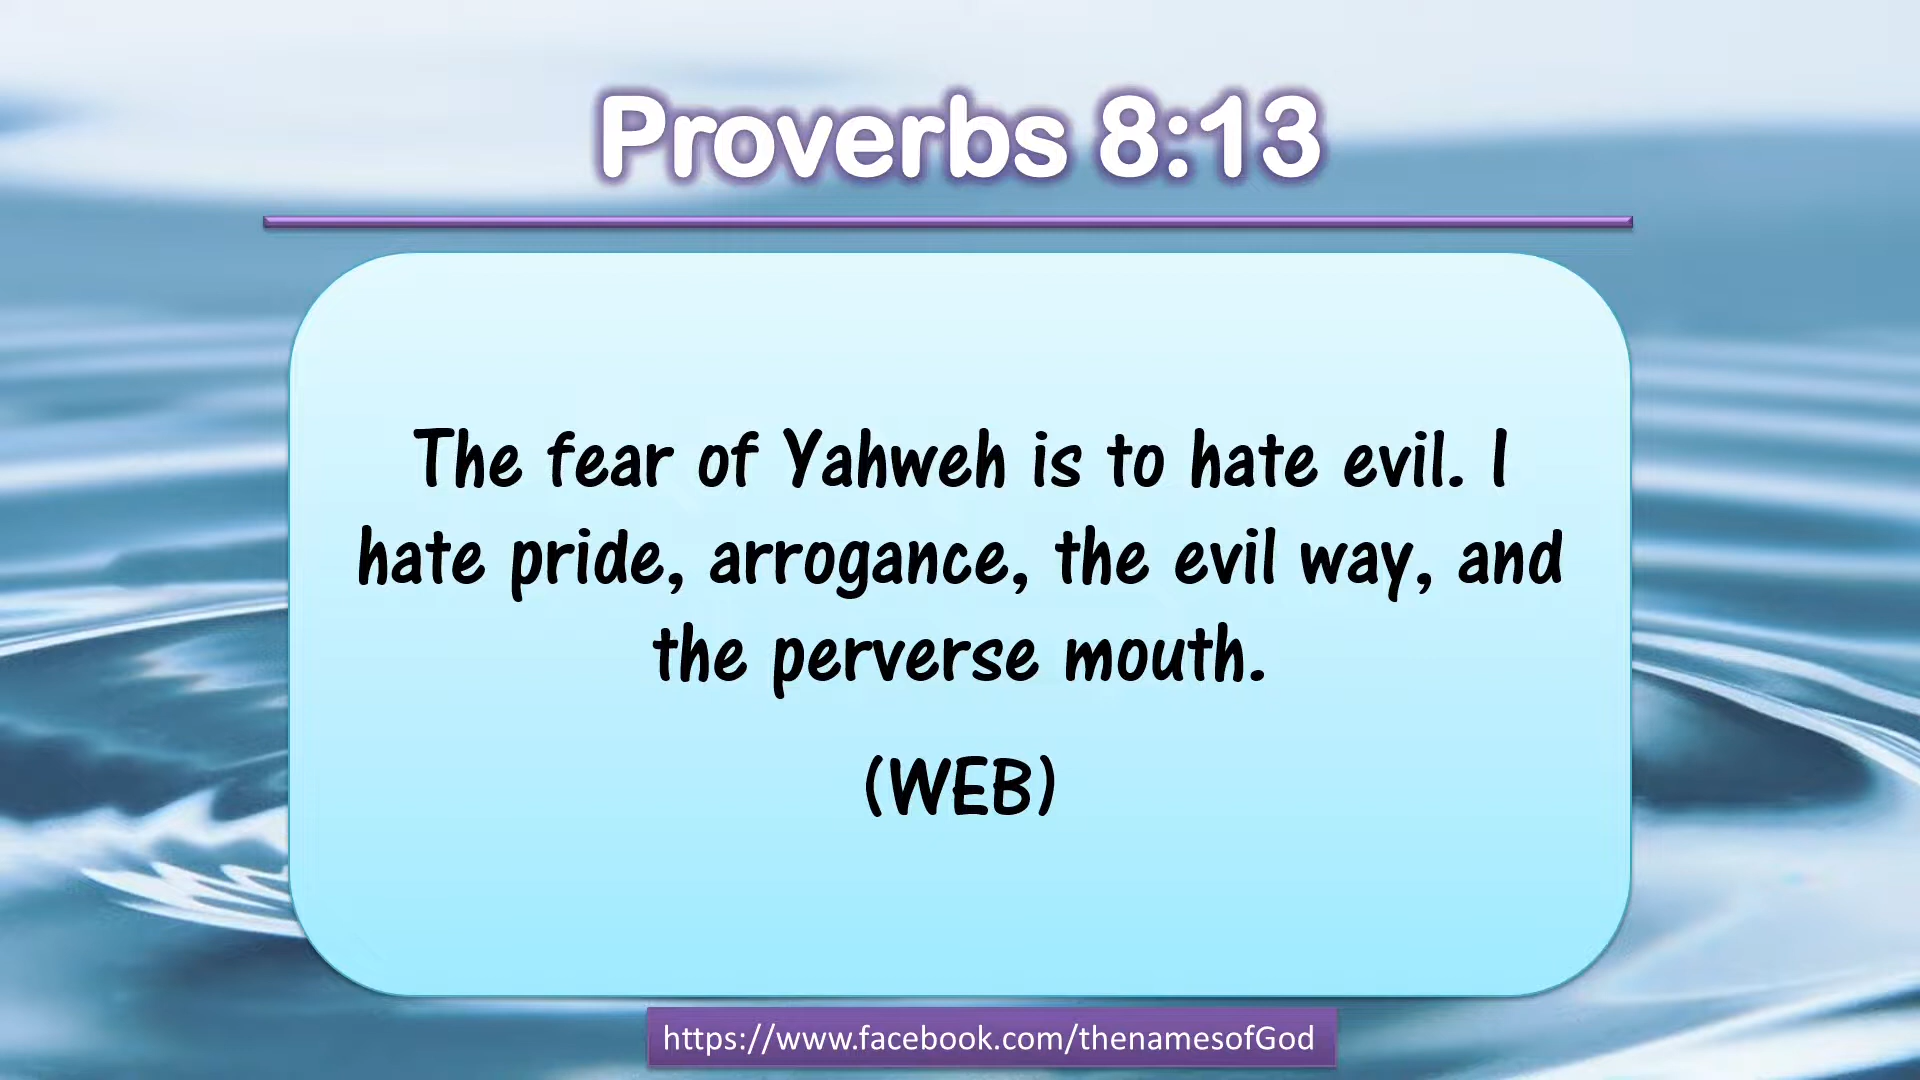 Proverbs 8:13
The fear of Yahweh is to hate evil. I
hate pride, arrogance, the evil way, and
the perverse mouth.
(WEB)
https://www.facebook.com/thenamesofGod